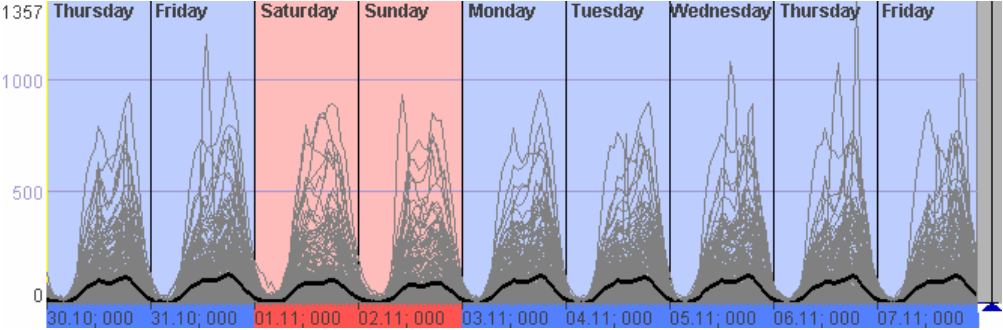 1357 Thursday Friday Saturday Sunday Monday Tuesday Wednesday Thursday Friday
1000
500
0
30.10; 000 31.10; 000 01.11; 000 02.11; 000 03.11; 000 04.11; 000 05.11; 000 06.11; 000 07.11; 000